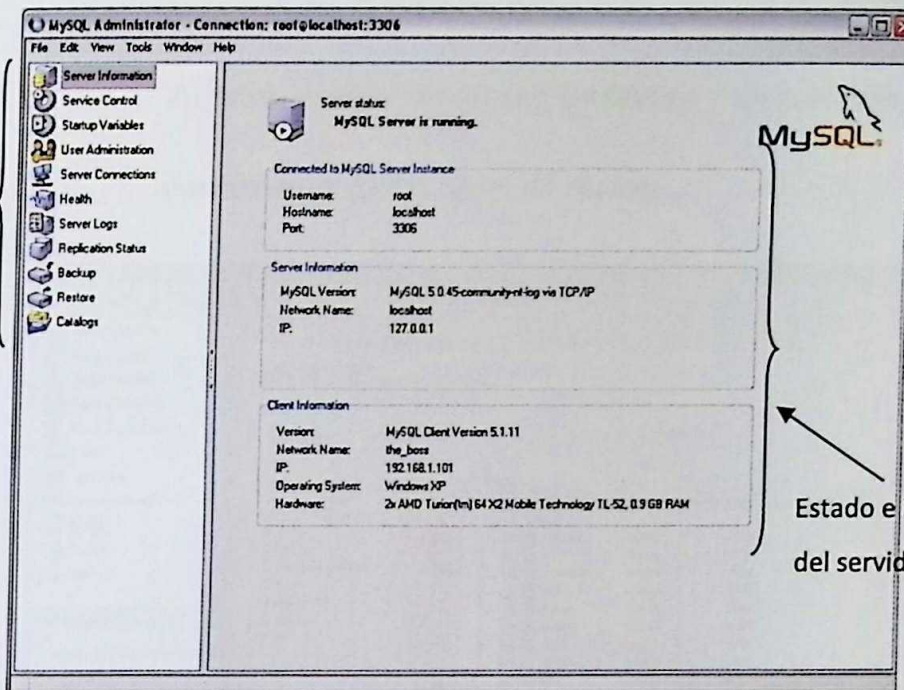 MySQL Administrator - Connection: root@localhost:3306
File Edit View Tools Window Help
Server Information
Service Control
Startup Variables
User Administration
Server Connections
Health
Server Logs
Replication Status
Backup
Restore
Catalogs
Server status:
MySQL Server is running.
MySQL
Connected to MySQL Server Instance
Username: root
Hostname: localhost
Port: 3306
Server Information
MySQL Version: MySQL 5.0.45-community-nt-log via TCP/IP
Network Name: localhost
IP: 127.0.0.1
Client Information
Version: MySQL Client Version 5.1.11
Network Name: the_boss
IP: 192.168.1.101
Operating System: Windows XP
Hardware: 2x AMD Turion(tm) 64 X2 Mobile Technology TL-52, 0.9 GB RAM
Estado e
del servid